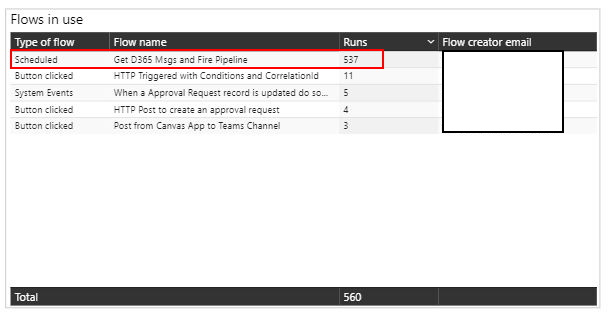 Flows in use
Type of flow Flow name Runs Flow creator email
Scheduled Get D365 Msgs and Fire Pipeline 537
Button clicked HTTP Triggered with Conditions and CorrelationId 11
System Events When a Approval Request record is updated do so... 5
Button clicked HTTP Post to create an approval request 4
Button clicked Post from Canvas App to Teams Channel 3
Total 560